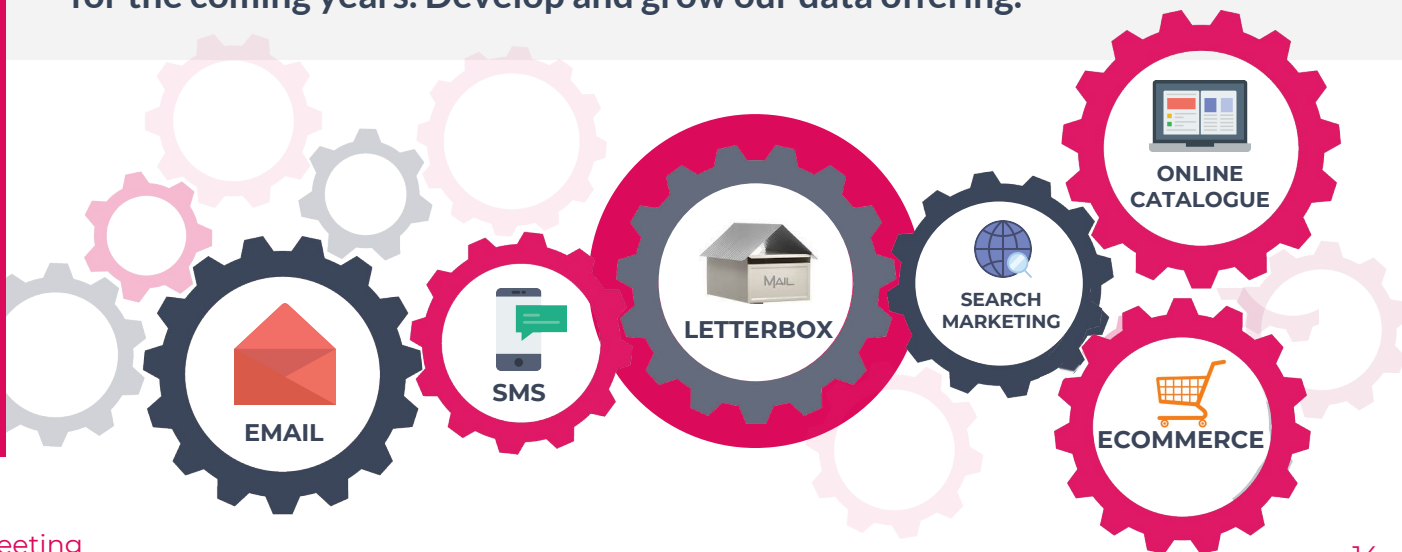 for the coming years. Develop and grow our data offering.
ONLINE
CATALOGUE
MAIL
LETTERBOX
SEARCH
MARKETING
SMS
EMAIL
ECOMMERCE